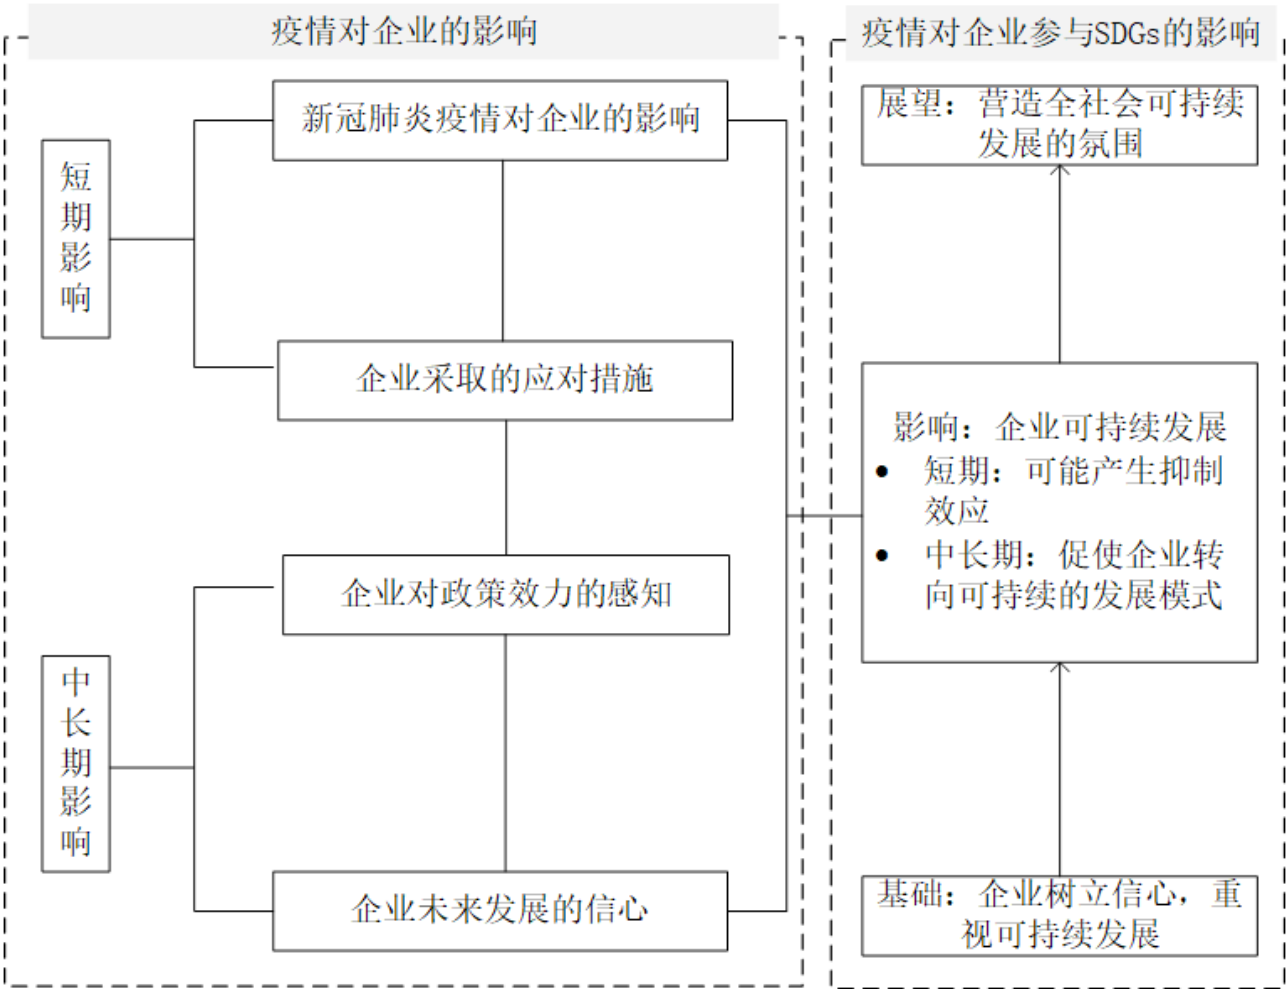 疫情对企业的影响
短
期
影
响
新冠肺炎疫情对企业的影响
企业采取的应对措施
中
长
期
影
响
企业对政策效力的感知
企业未来发展的信心
疫情对企业参与SDGs的影响
展望：营造全社会可持续
发展的氛围
影响：企业可持续发展
• 短期：可能产生抑制
效应
• 中长期：促使企业转
向可持续的发展模式
基础：企业树立信心，重
视可持续发展